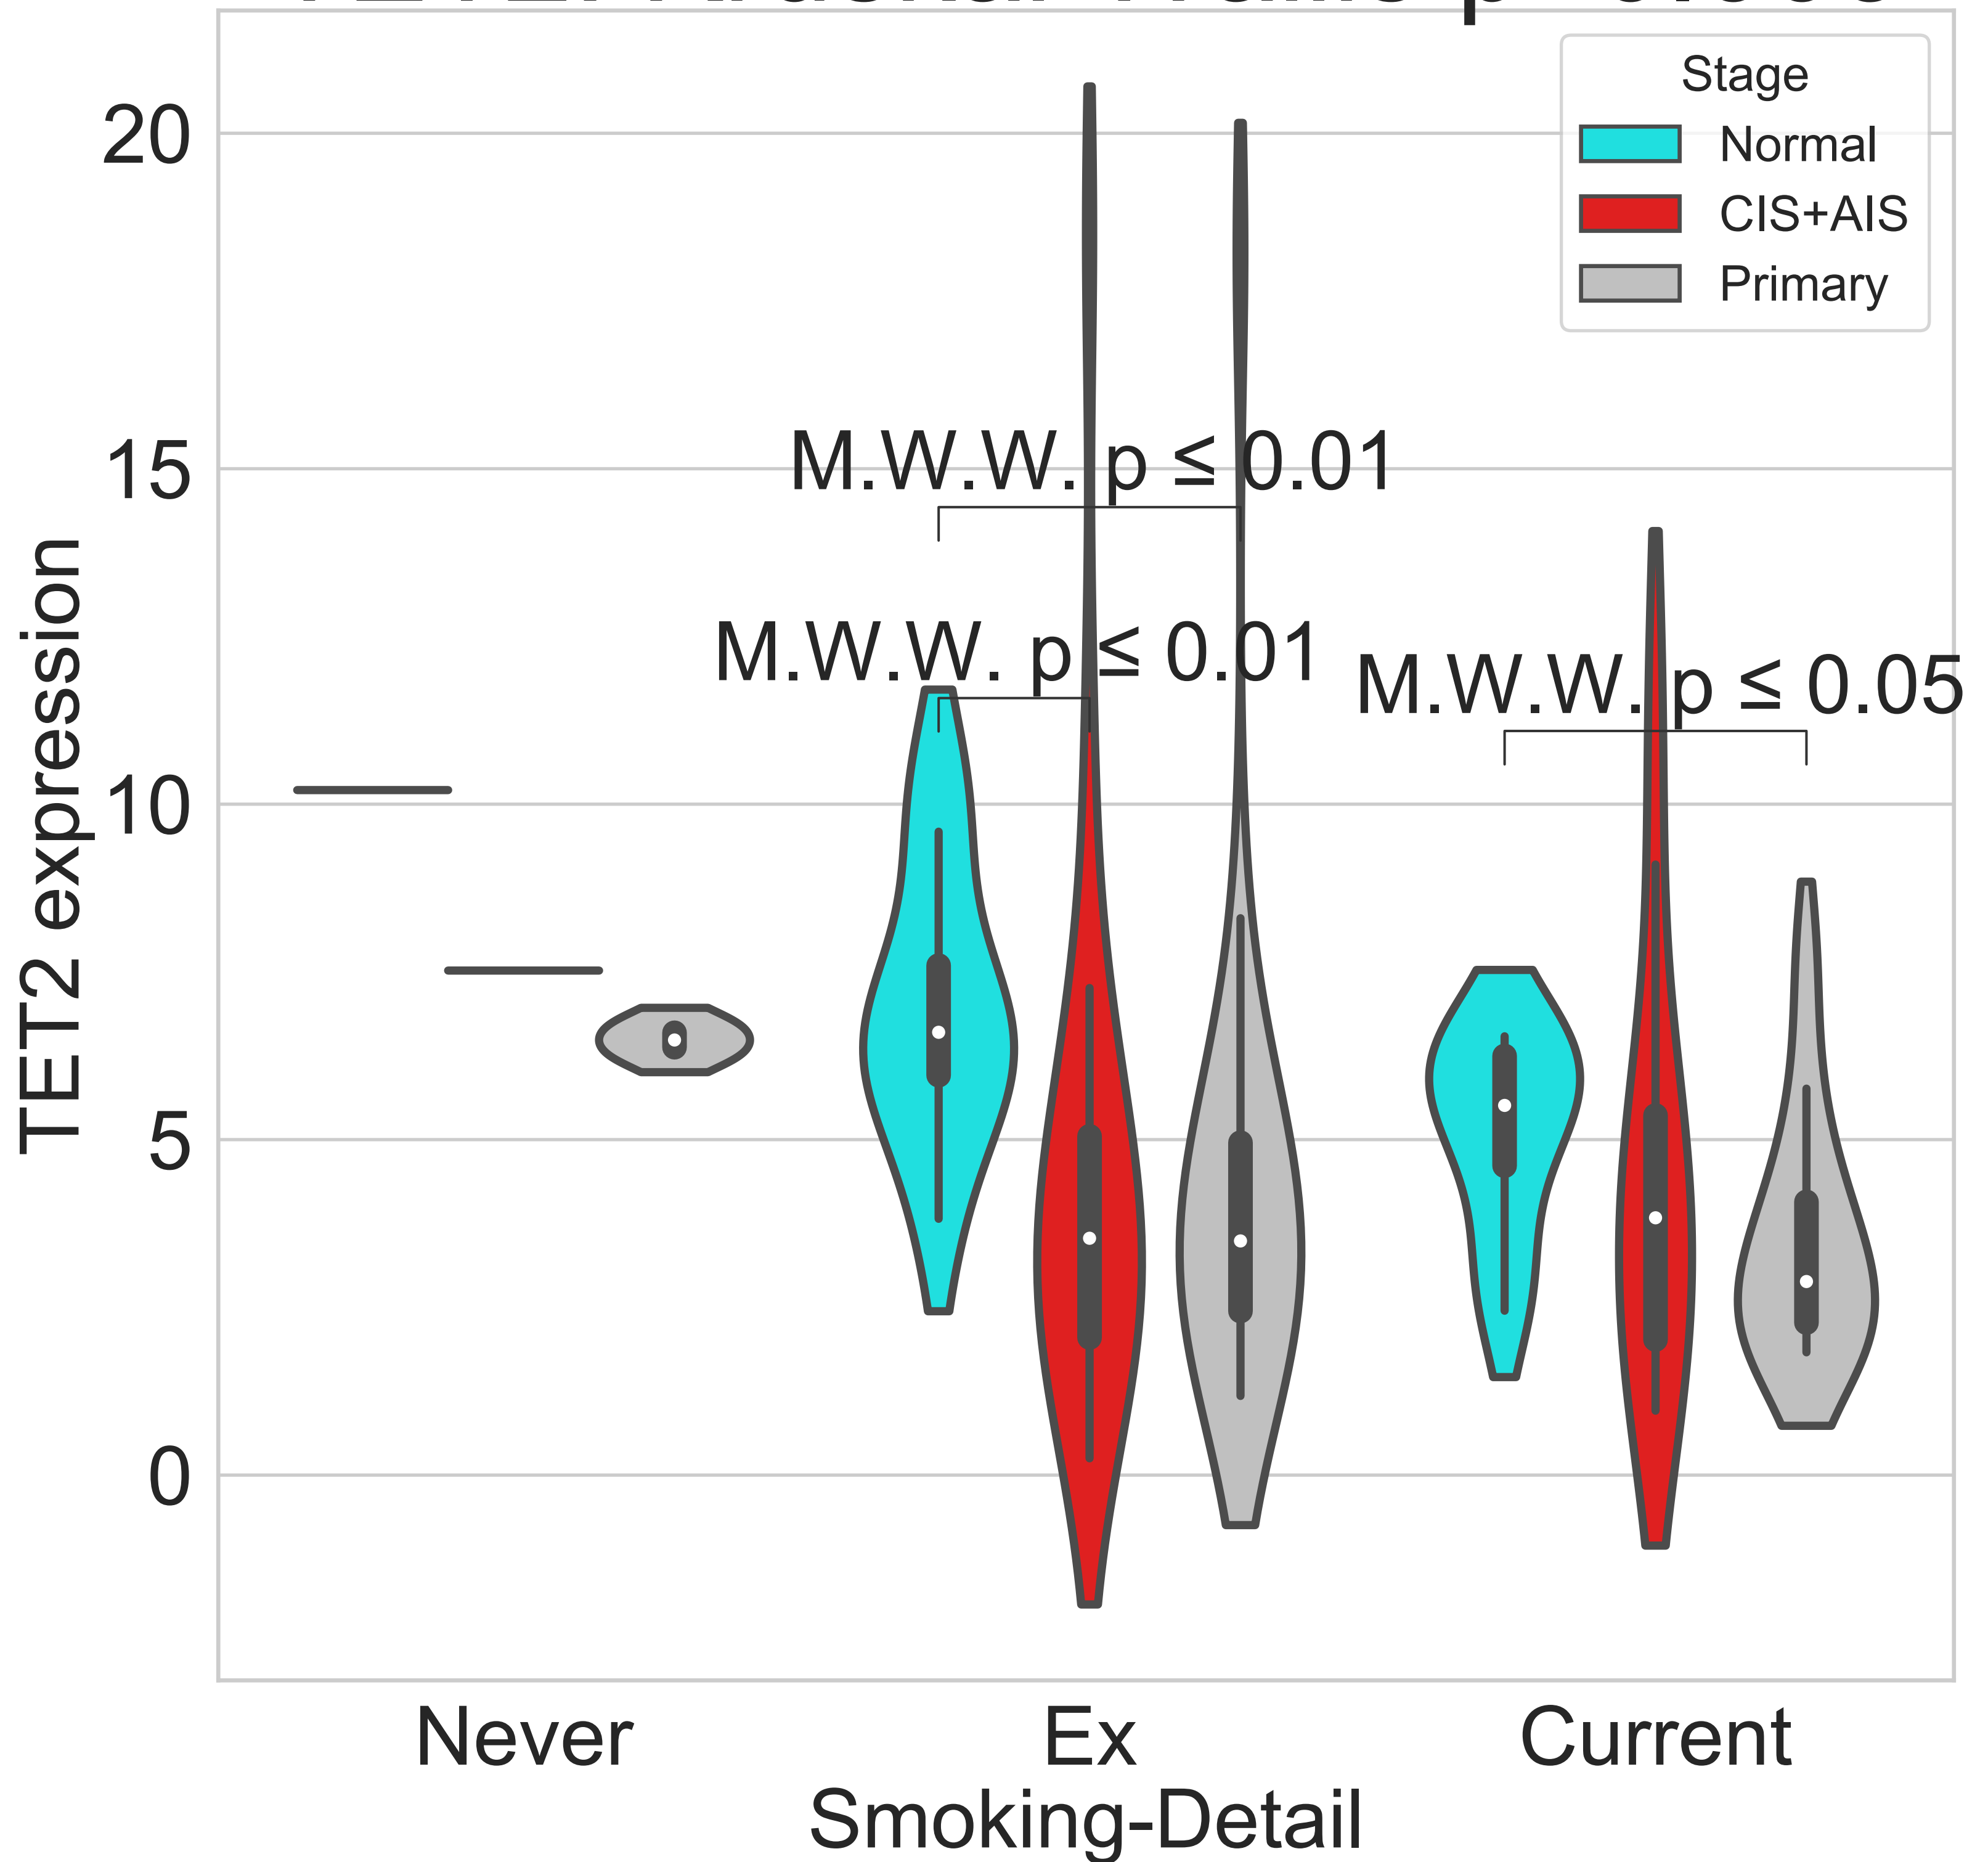 Stage
Normal
CIS+AIS
Primary
20
15
10
5
0
TET2 expression
M.W.W. p ≤ 0.01
M.W.W. p ≤ 0.01
M.W.W. p ≤ 0.05
Never
Ex
Current
Smoking-Detail